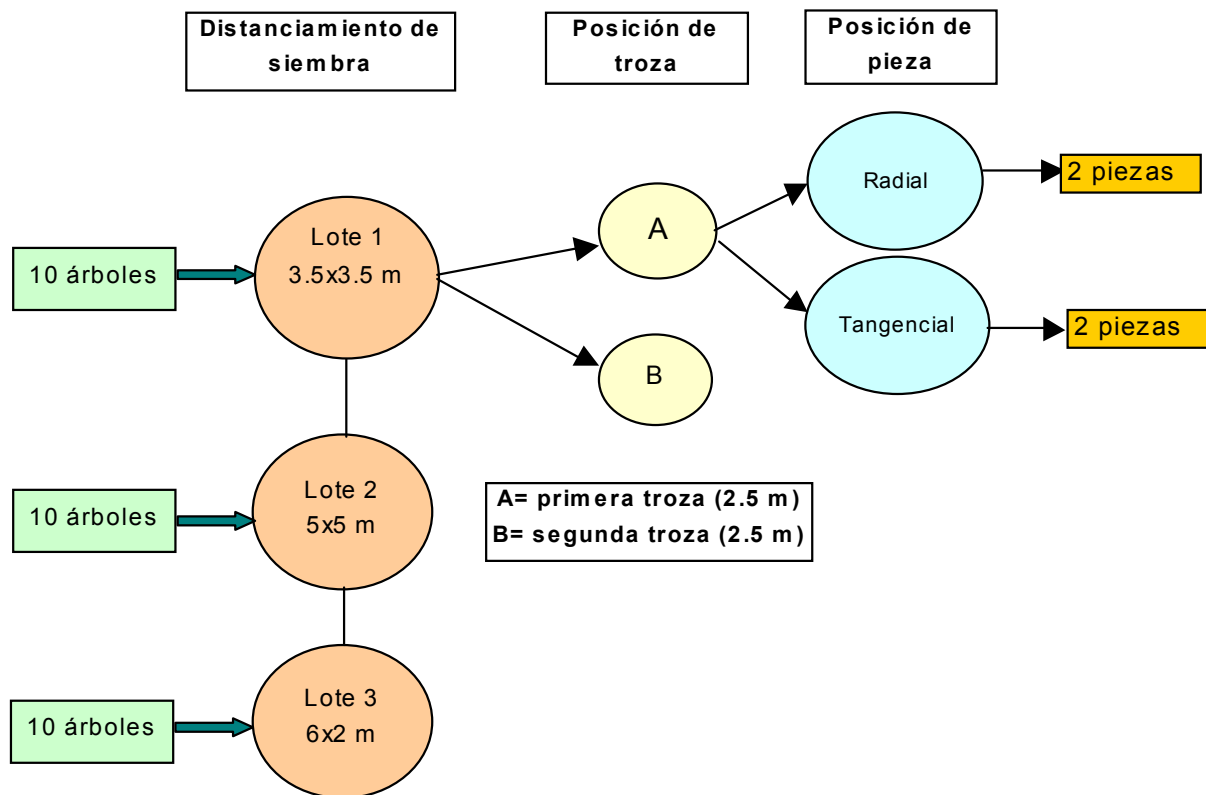 Distanciamiento de
siembra
Posición de
troza
Posición de
pieza
10 árboles
Lote 1
3.5x3.5 m
A
B
Radial
Tangencial
2 piezas
2 piezas
10 árboles
Lote 2
5x5 m
A= primera troza (2.5 m)
B= segunda troza (2.5 m)
10 árboles
Lote 3
6x2 m